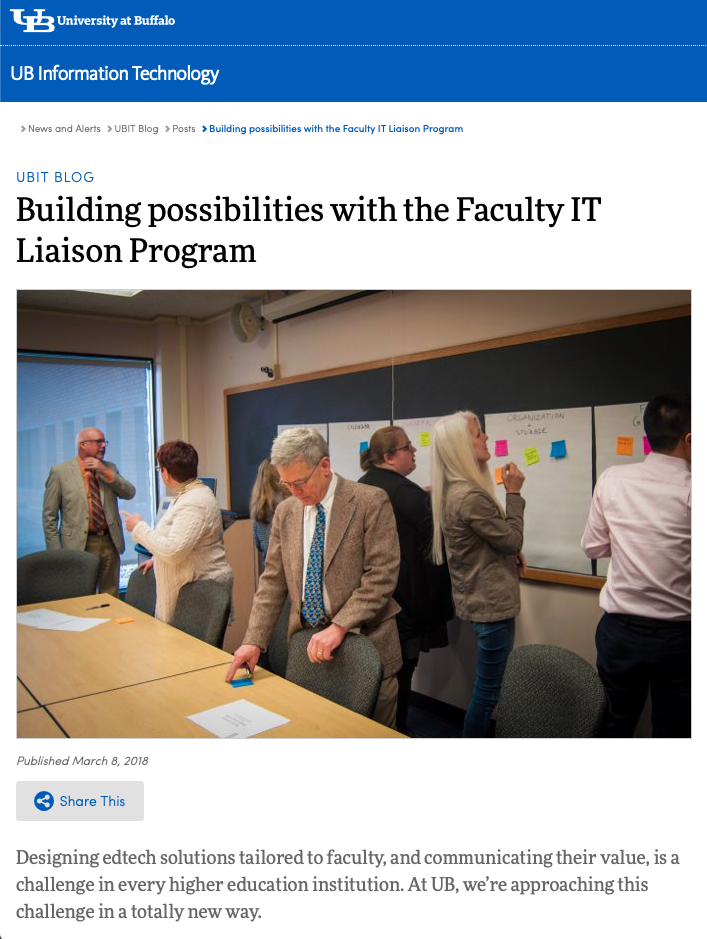 UB University at Buffalo
UB Information Technology
News and Alerts UBIT Blog Posts Building possibilities with the Faculty IT Liaison Program
UBIT BLOG
Building possibilities with the Faculty IT
Liaison Program
ORGANIZATION
+
STORAGE
Published March 8, 2018
Share This
Designing edtech solutions tailored to faculty, and communicating their value, is a
challenge in every higher education institution. At UB, we’re approaching this
challenge in a totally new way.